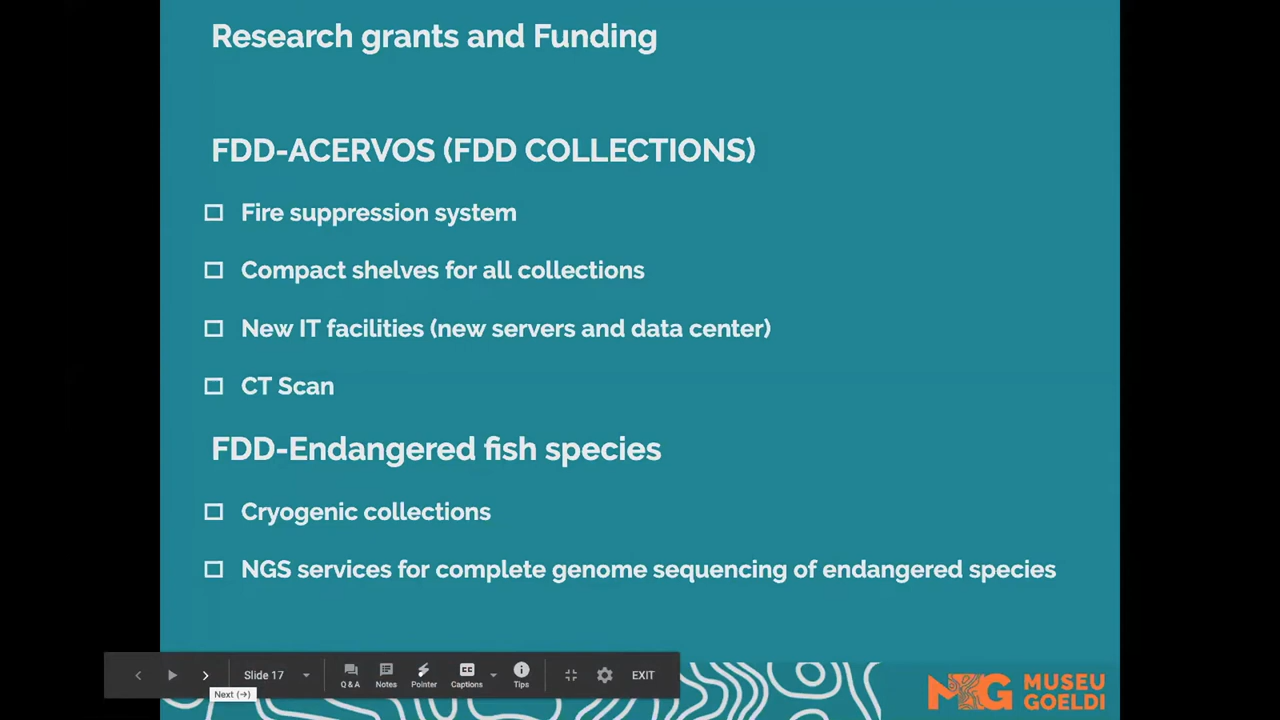 Research grants and Funding
FDD-ACERVOS (FDD COLLECTIONS)
Fire suppression system
Compact shelves for all collections
New IT facilities (new servers and data center)
CT Scan
FDD-Endangered fish species
Cryogenic collections
NGS services for complete genome sequencing of endangered species
Slide 17
Q & A
Notes
Pointer
CC
Captions
Tips
EXIT
Next (→)
MG
MUSEU
GOELDI